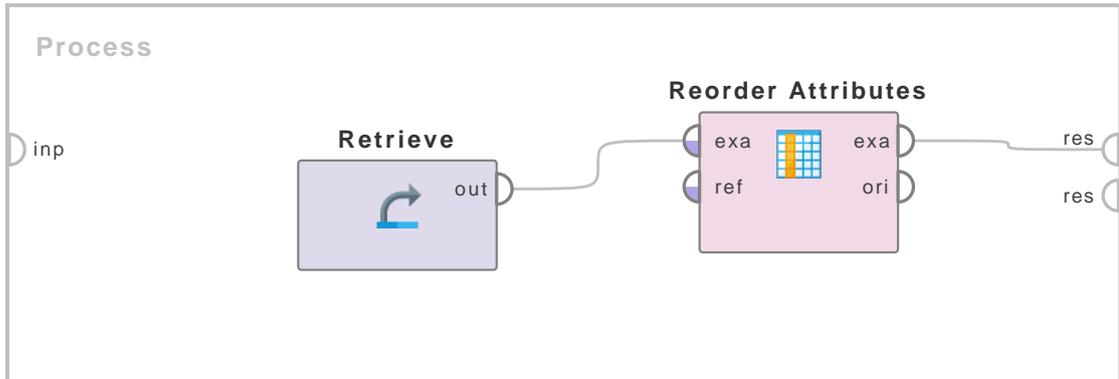 Process
inp
Retrieve
out
Reorder Attributes
exa
exa
ref
ori
res
res